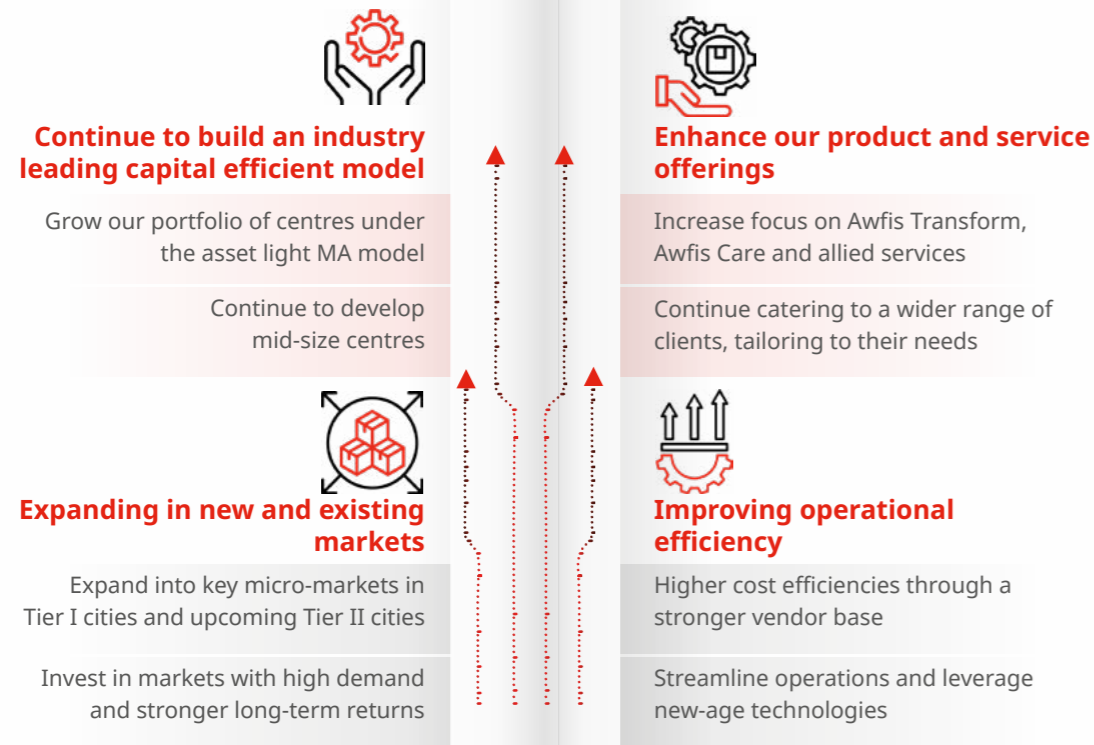 Continue to build an industry
leading capital efficient model
Grow our portfolio of centres under
the asset light MA model
Continue to develop
mid-size centres
Enhance our product and service
offerings
Increase focus on Awfis Transform,
Awfis Care and allied services
Continue catering to a wider range of
clients, tailoring to their needs
Expanding in new and existing
markets
Expand into key micro-markets in
Tier I cities and upcoming Tier II cities
Invest in markets with high demand
and stronger long-term returns
Improving operational
efficiency
Higher cost efficiencies through a
stronger vendor base
Streamline operations and leverage
new-age technologies